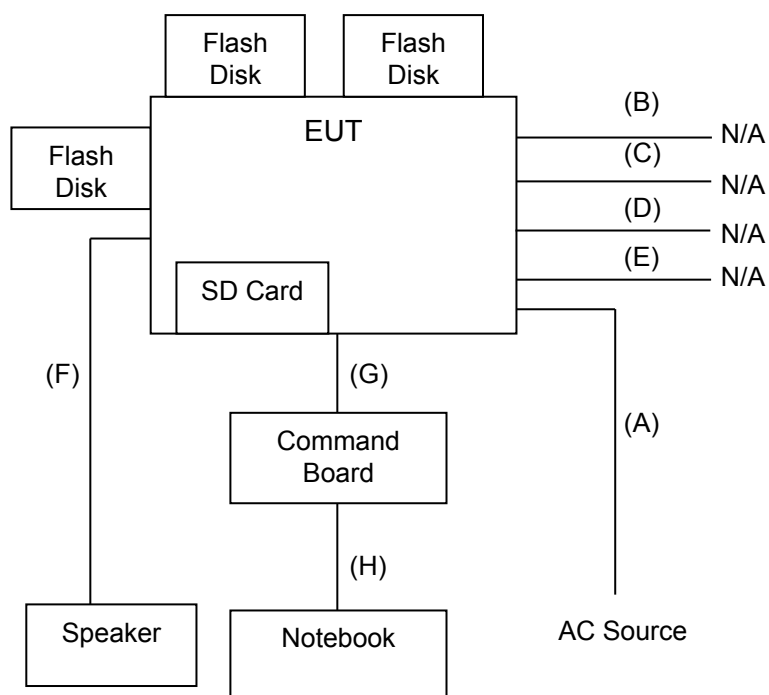 Flash
Disk
Flash
Disk
EUT
Flash
Disk
SD Card
(B)
N/A
(C)
N/A
(D)
N/A
(E)
N/A
(F)
(G)
(A)
Command
Board
(H)
Speaker
Notebook
AC Source